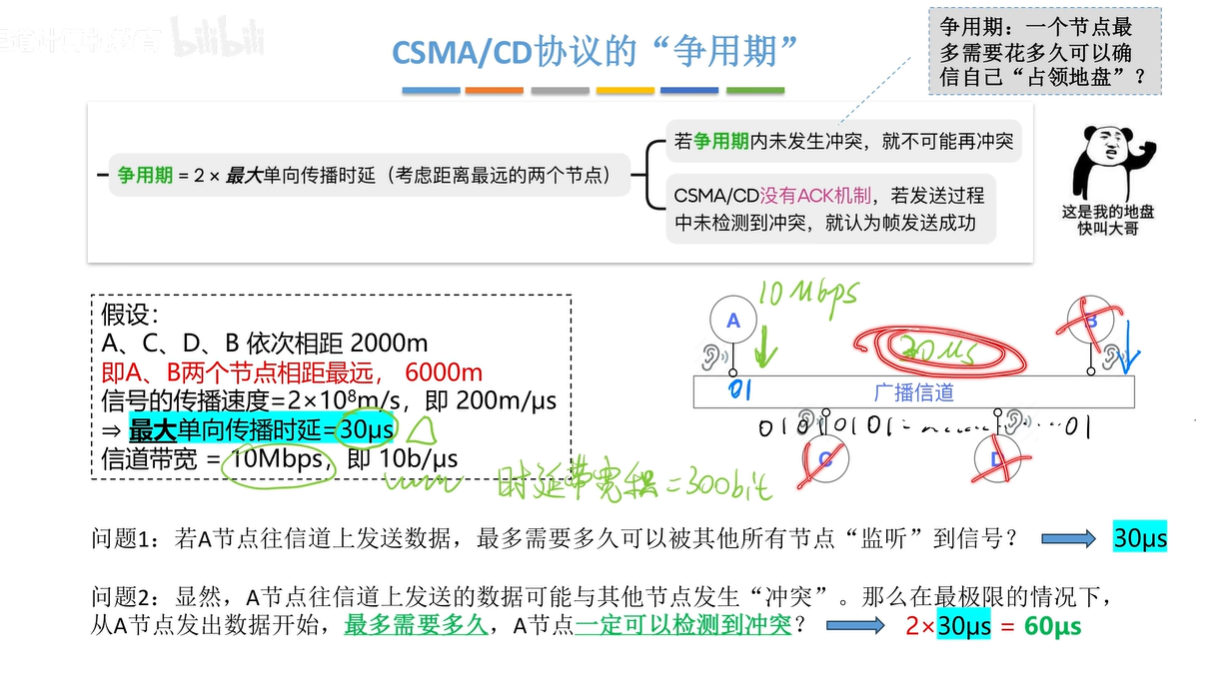 bilibili
CSMA/CD协议的“争用期”
争用期：一个节点最
多需要花多久可以确
信自己“占领地盘”？
争用期 = 2 × 最大单向传播时延（考虑距离最远的两个节点）
若争用期内未发生冲突，就不可能再冲突
CSMA/CD没有ACK机制，若发送过程
中未检测到冲突，就认为帧发送成功
这是我的地盘
快叫大哥
假设：
A、C、D、B 依次相距 2000m
即A、B两个节点相距最远， 6000m
信号的传播速度=2×10⁸m/s，即 200m/μs
⇒ 最大单向传播时延=30μs
信道带宽 = 10Mbps，即 10b/μs
10Mbps
A
B
30μs
01
广播信道
01010101
01
C
D
时延带宽积=300bit
问题1：若A节点往信道上发送数据，最多需要多久可以被其他所有节点“监听”到信号？
30μs
问题2：显然，A节点往信道上发送的数据可能与其他节点发生“冲突”。那么在最极限的情况下，
从A节点发出数据开始，最多需要多久，A节点一定可以检测到冲突？
2×30μs = 60μs